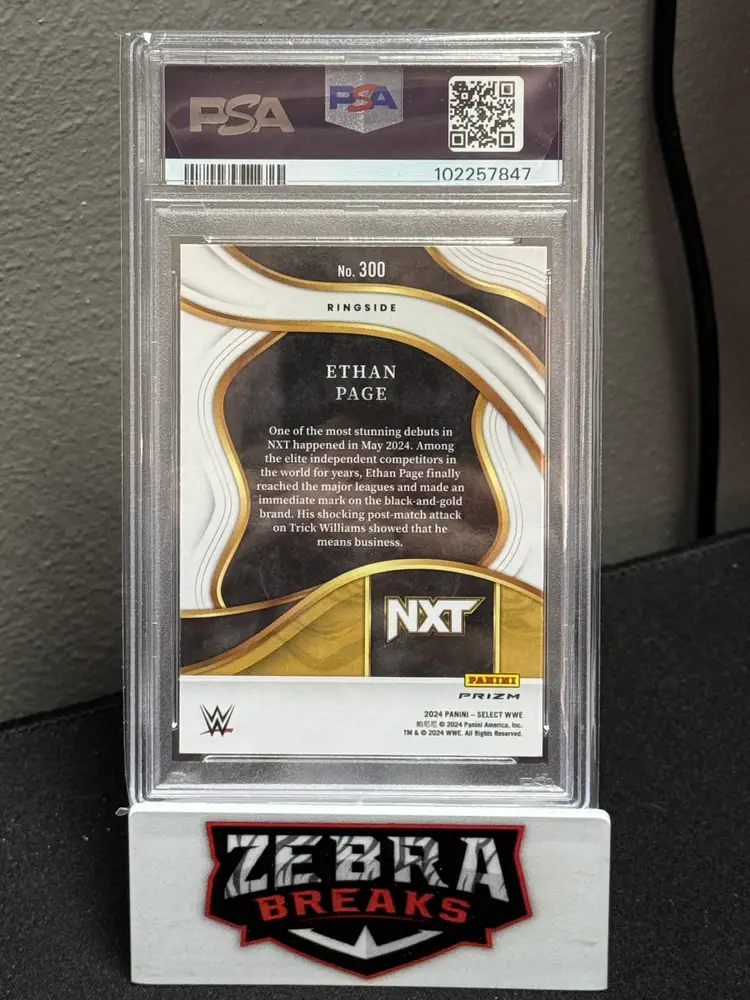 PSA
PSA
102257847
No. 300
RINGSIDE
ETHAN
PAGE
One of the most stunning debuts in
NXT happened in May 2024. Among
the elite independent competitors in
the world for years, Ethan Page finally
reached the major leagues and made an
immediate mark on the black-and-gold
brand. His shocking post-match attack
on Trick Williams showed that he
means business.
NXT
PANINI
PRIZM
W
2024 PANINI – SELECT WWE
帕尼尼 © 2024 Panini America, Inc.
TM & © 2024 WWE. All Rights Reserved.
ZEBRA
BREAKS